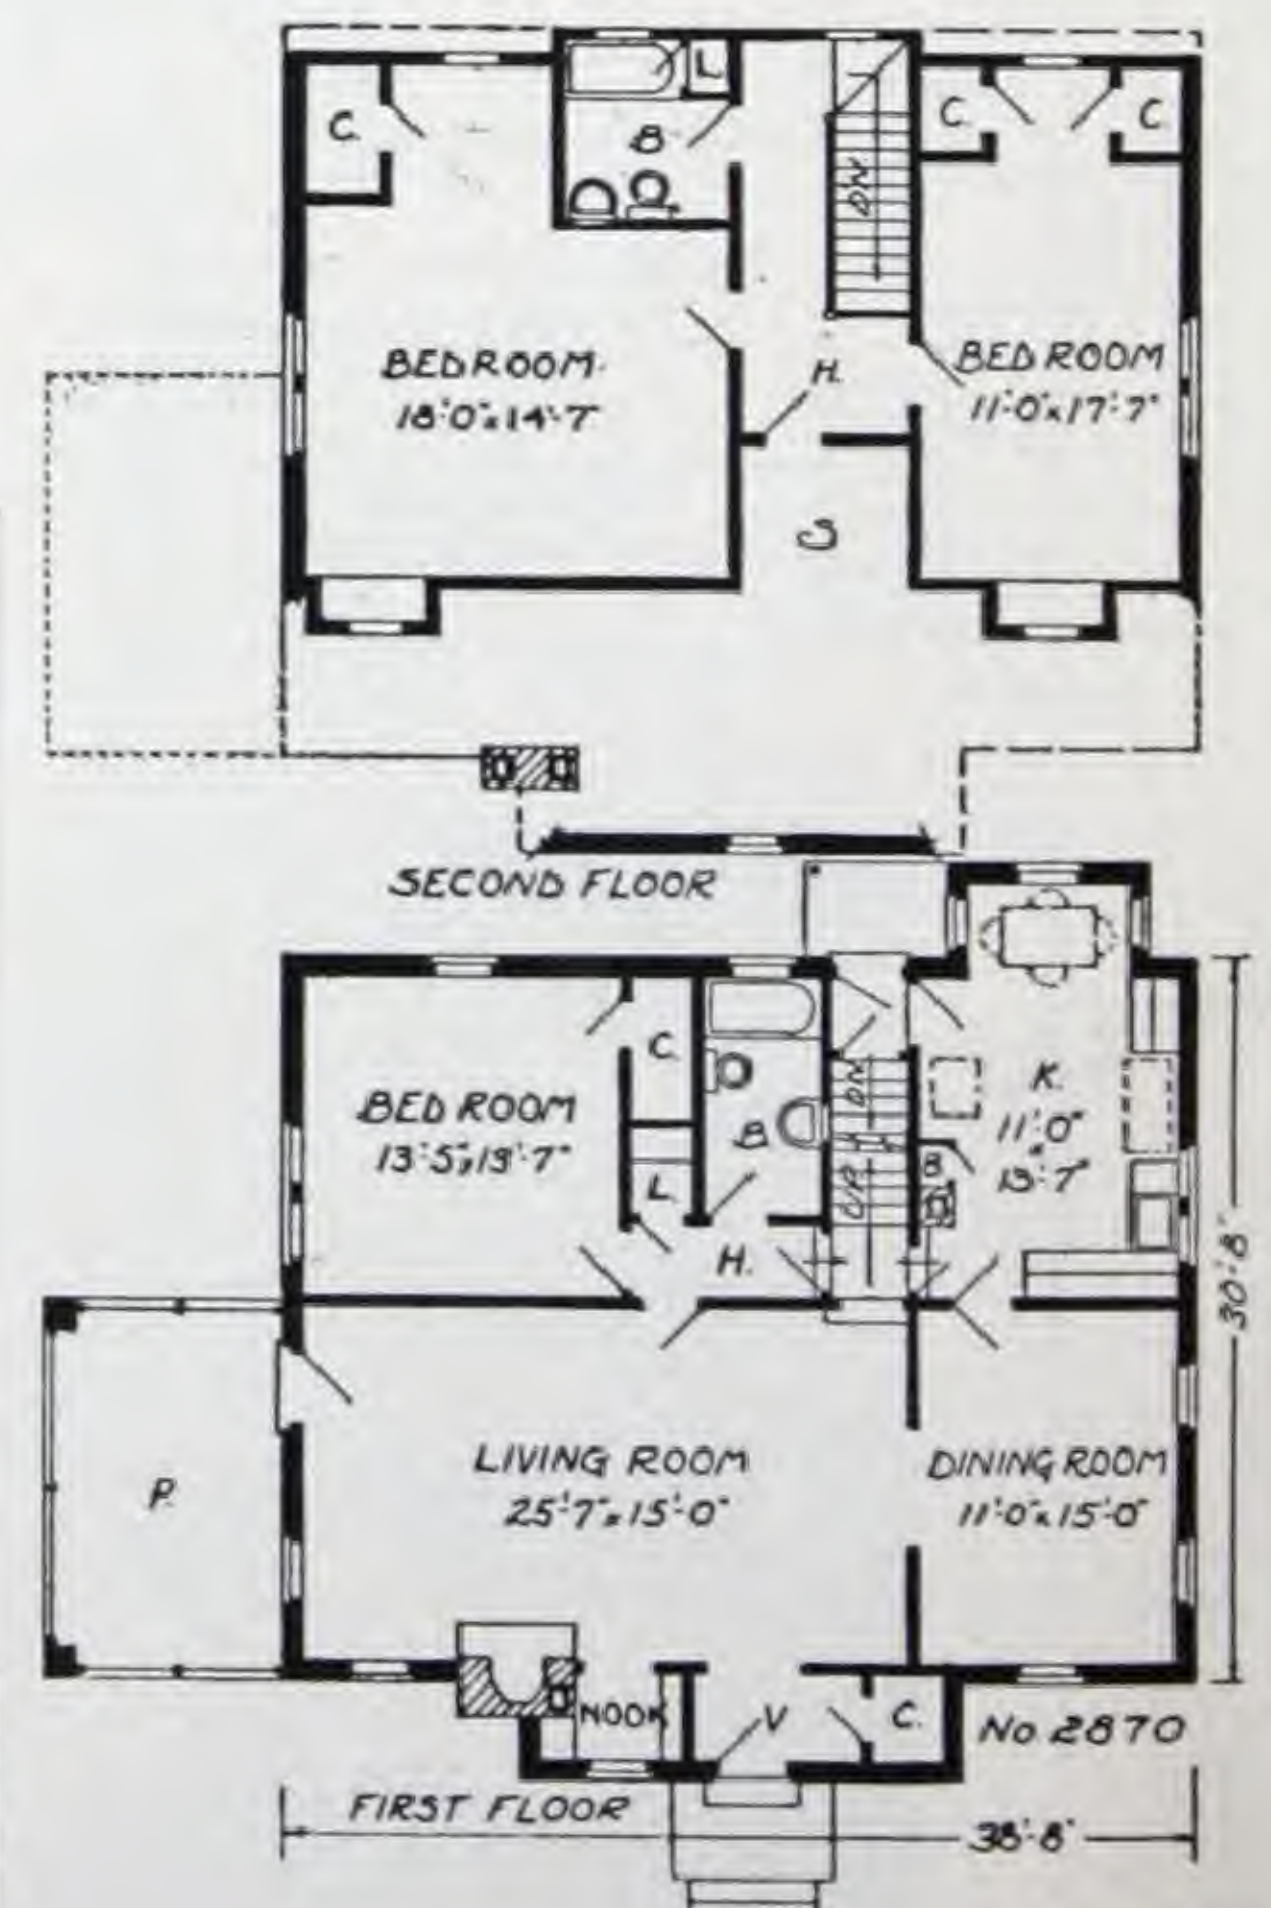 L.
C.
C.
C.
B
DN
BEDROOM
18'-0"x14'-7"
H.
BED ROOM
11'-0"x17'-7"
S
SECOND FLOOR
C.
BED ROOM
13'-5"x13'-7"
DN
K.
11'-0"
x
13'-7"
B
B
L.
UP
H.
30'-8"
P.
LIVING ROOM
25'-7"x15'-0"
DINING ROOM
11'-0"x15'-0"
NOOK
V
C.
No. 2870
FIRST FLOOR
38'-8"